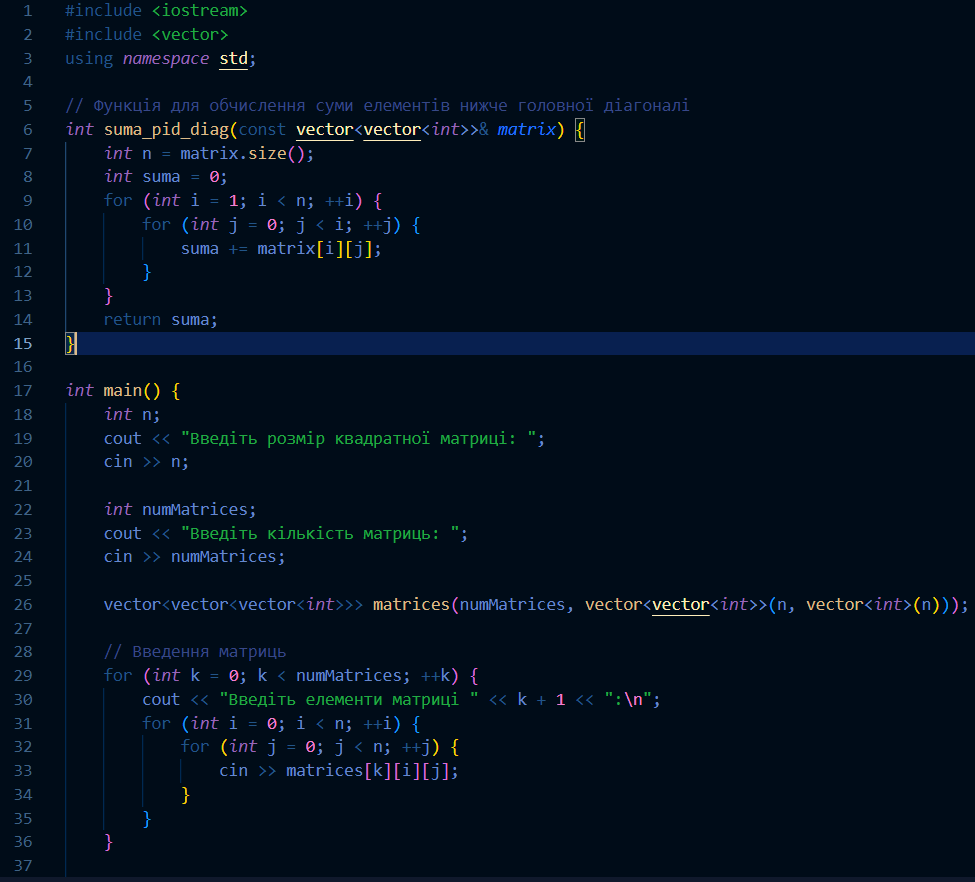 1 #include <iostream>
2 #include <vector>
3 using namespace std;
4
5 // Функція для обчислення суми елементів нижче головної діагоналі
6 int suma_pid_diag(const vector<vector<int>>& matrix) {
7     int n = matrix.size();
8     int suma = 0;
9     for (int i = 1; i < n; ++i) {
10         for (int j = 0; j < i; ++j) {
11             suma += matrix[i][j];
12         }
13     }
14     return suma;
15 }
16
17 int main() {
18     int n;
19     cout << "Введіть розмір квадратної матриці: ";
20     cin >> n;
21
22     int numMatrices;
23     cout << "Введіть кількість матриць: ";
24     cin >> numMatrices;
25
26     vector<vector<vector<int>>> matrices(numMatrices, vector<vector<int>>(n, vector<int>(n)));
27
28     // Введення матриць
29     for (int k = 0; k < numMatrices; ++k) {
30         cout << "Введіть елементи матриці " << k + 1 << ":\n";
31         for (int i = 0; i < n; ++i) {
32             for (int j = 0; j < n; ++j) {
33                 cin >> matrices[k][i][j];
34             }
35         }
36     }
37